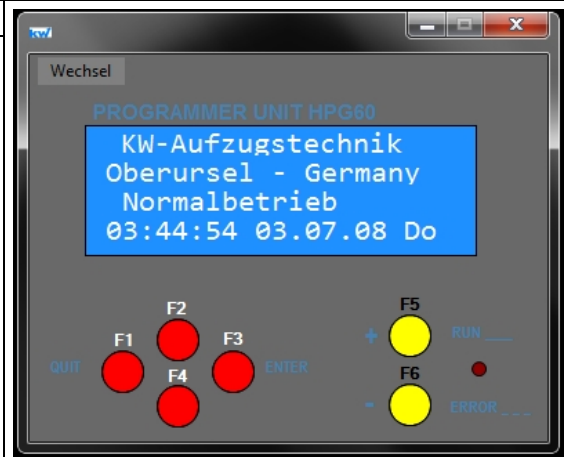 kw
Wechsel
PROGRAMMER UNIT HPG60
KW-Aufzugstechnik
Oberursel - Germany
Normalbetrieb
03:44:54 03.07.08 Do
F2
F5
F1
F3
+
RUN ___
QUIT
F4
ENTER
F6
-
ERROR _ _ _